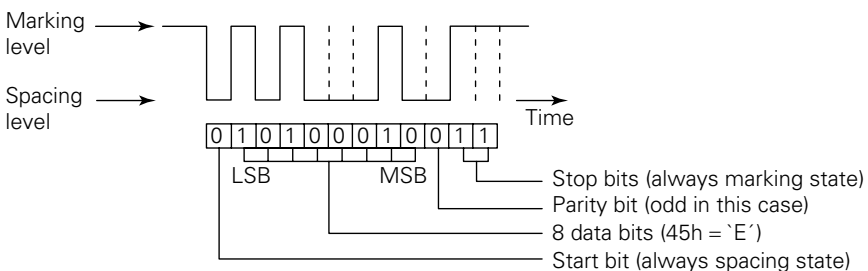 Marking
level
Spacing
level
Time
0 1 0 1 0 0 0 1 0 0 1 1
LSB MSB
Stop bits (always marking state)
Parity bit (odd in this case)
8 data bits (45h = `E´)
Start bit (always spacing state)